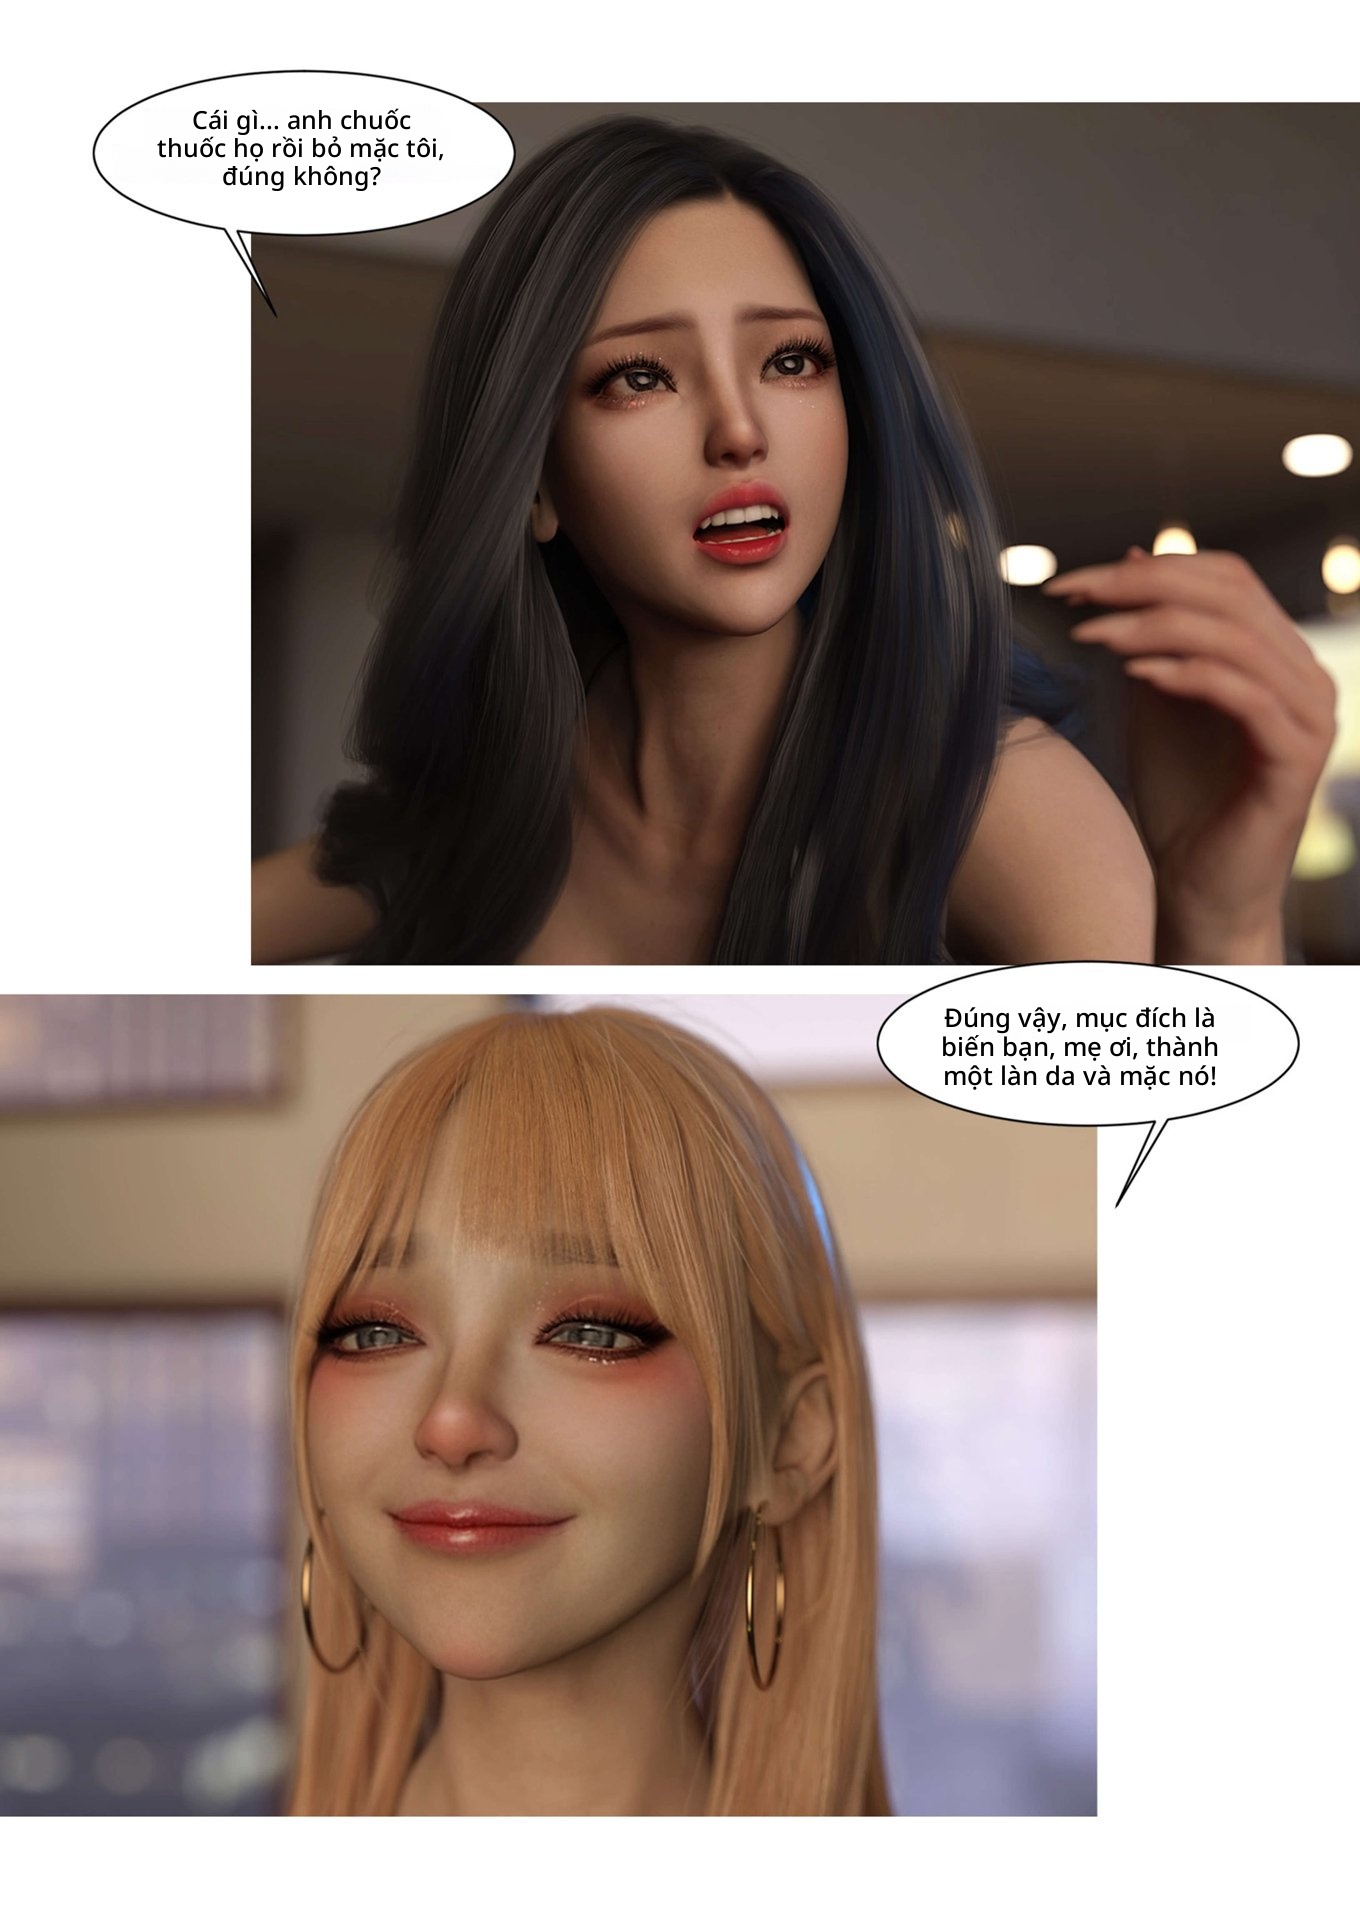 Cái gì... anh chuốc
thuốc họ rồi bỏ mặc tôi,
đúng không?
Đúng vậy, mục đích là
biến bạn, mẹ ơi, thành
một làn da và mặc nó!